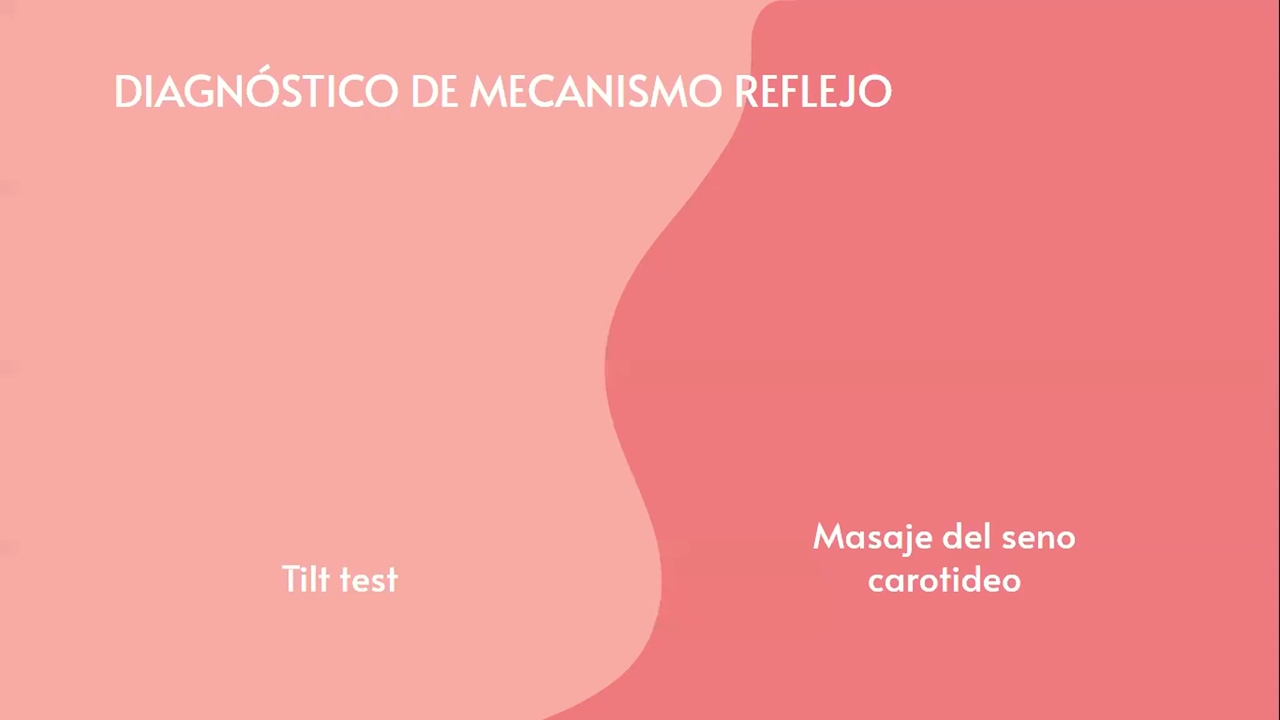 DIAGNÓSTICO DE MECANISMO REFLEJO
Tilt test
Masaje del seno
carotideo